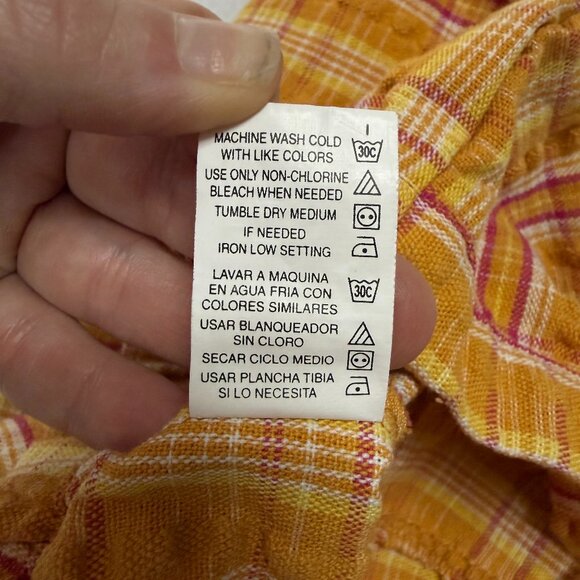 MACHINE WASH COLD
WITH LIKE COLORS 30C
USE ONLY NON-CHLORINE
BLEACH WHEN NEEDED
TUMBLE DRY MEDIUM
IF NEEDED
IRON LOW SETTING
LAVAR A MAQUINA
EN AGUA FRIA CON 30C
COLORES SIMILARES
USAR BLANQUEADOR
SIN CLORO
SECAR CICLO MEDIO
USAR PLANCHA TIBIA
SI LO NECESITA